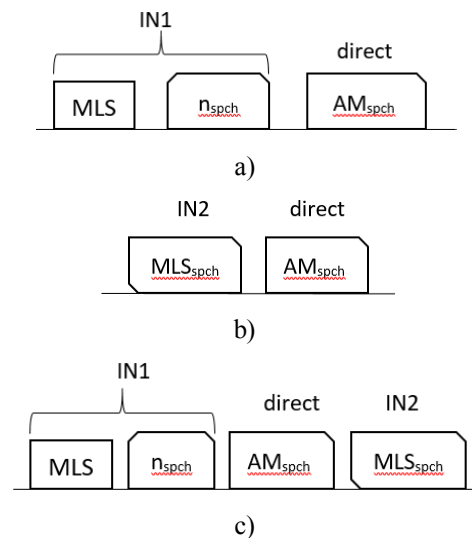 IN1
direct
MLS nspch AMspch
a)
IN2 direct
MLSspch AMspch
b)
IN1
direct IN2
MLS nspch AMspch MLSspch
c)